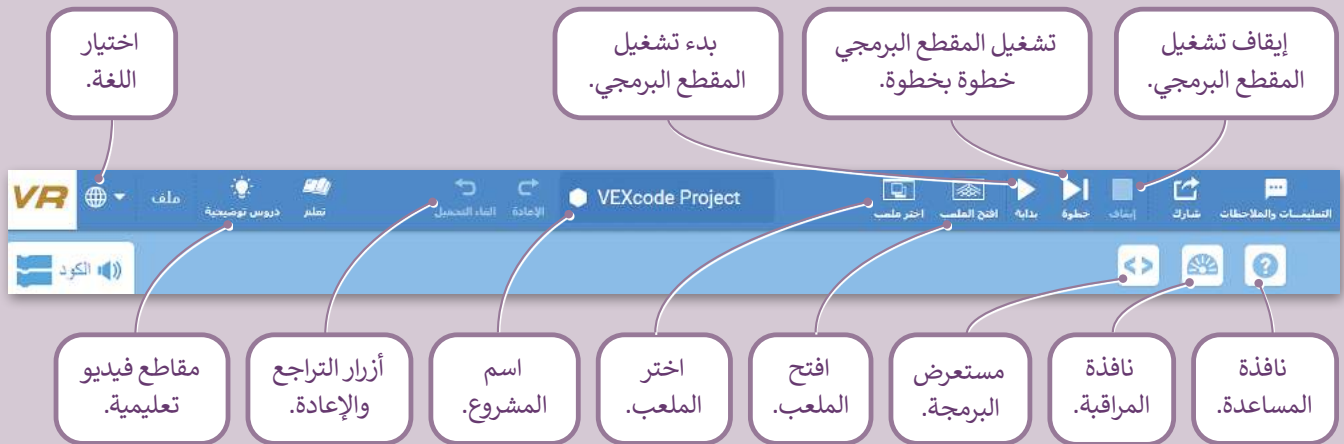 إيقاف تشغيل
المقطع البرمجي.
تشغيل المقطع البرمجي
خطوة بخطوة.
بدء تشغيل
المقطع البرمجي.
اختيار
اللغة.
VR
ملف
دروس توضيحية
تعلم
الغاء التحميل
الإعادة
VEXcode Project
اختر ملعب
افتح الملعب
بداية
خطوة
إيقاف
شارك
التعليقات والملاحظات
الكود
نافذة
المساعدة.
نافذة
المراقبة.
مستعرض
البرمجة.
افتح
الملعب.
اختر
الملعب.
اسم
المشروع.
أزرار التراجع
والإعادة.
مقاطع فيديو
تعليمية.